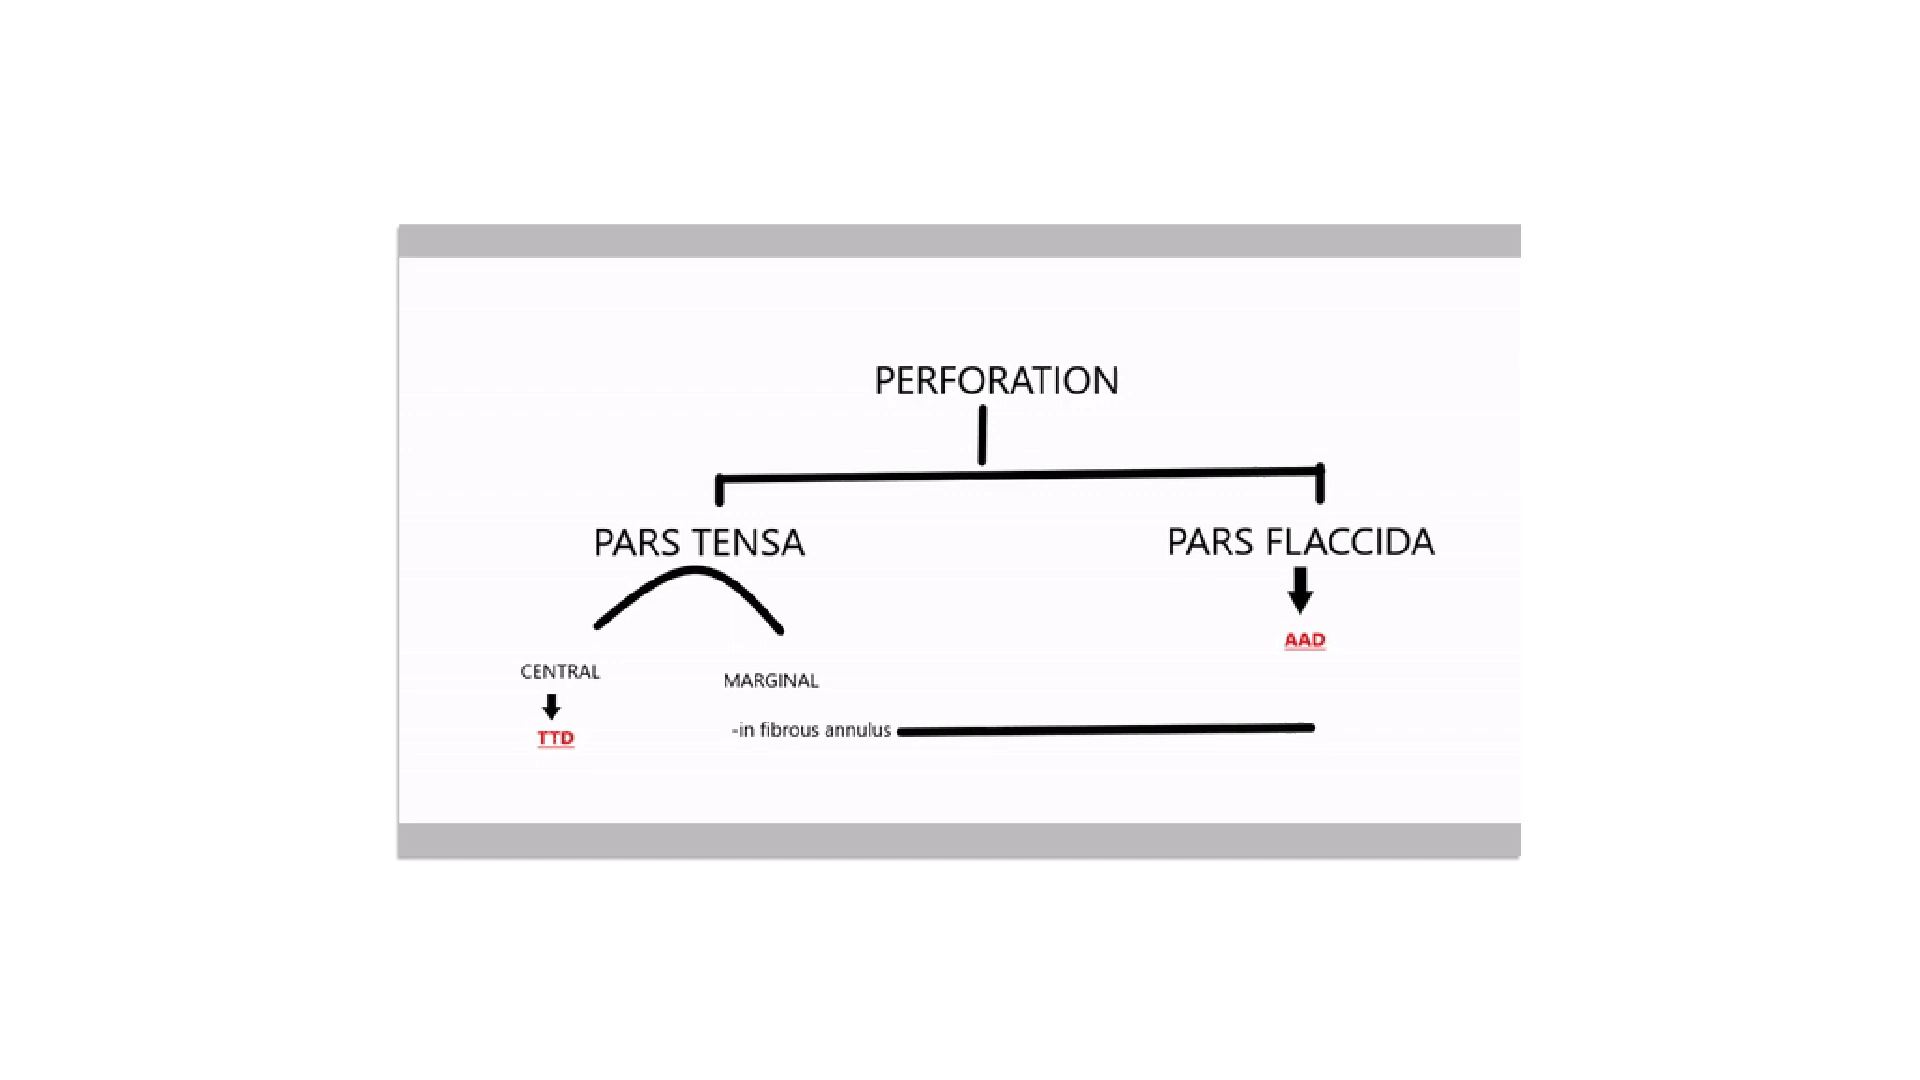 PERFORATION
PARS TENSA
PARS FLACCIDA
AAD
CENTRAL
MARGINAL
TTD
-in fibrous annulus